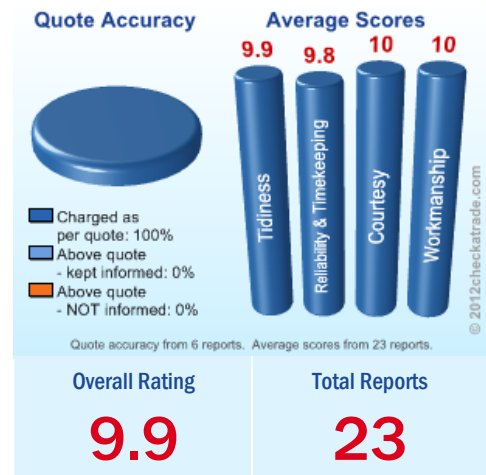 Quote Accuracy
Charged as
per quote: 100%
Above quote
- kept informed: 0%
Above quote
- NOT informed: 0%
Average Scores
9.9
9.8
10
10
Tidiness
Reliability & Timekeeping
Courtesy
Workmanship
© 2012checkatrade.com
Quote accuracy from 6 reports. Average scores from 23 reports.
Overall Rating
9.9
Total Reports
23